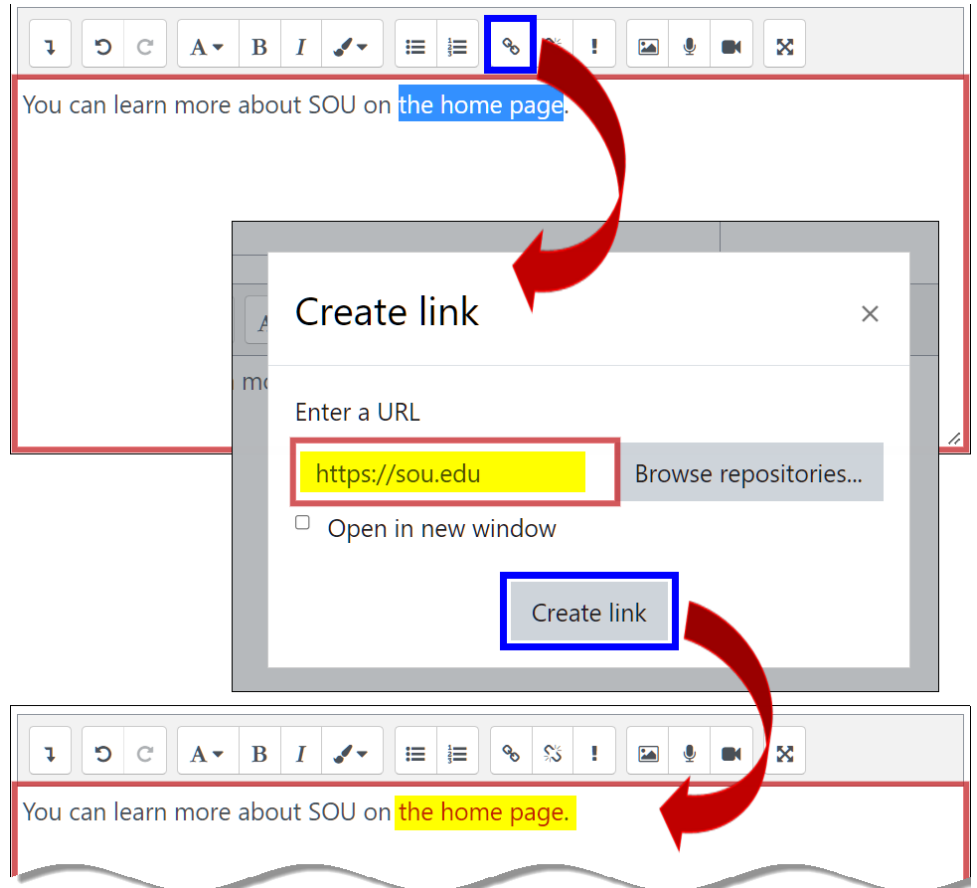 A B I
You can learn more about SOU on the home page.
Create link ×
Enter a URL
https://sou.edu Browse repositories...
Open in new window
Create link
A B I
You can learn more about SOU on the home page.